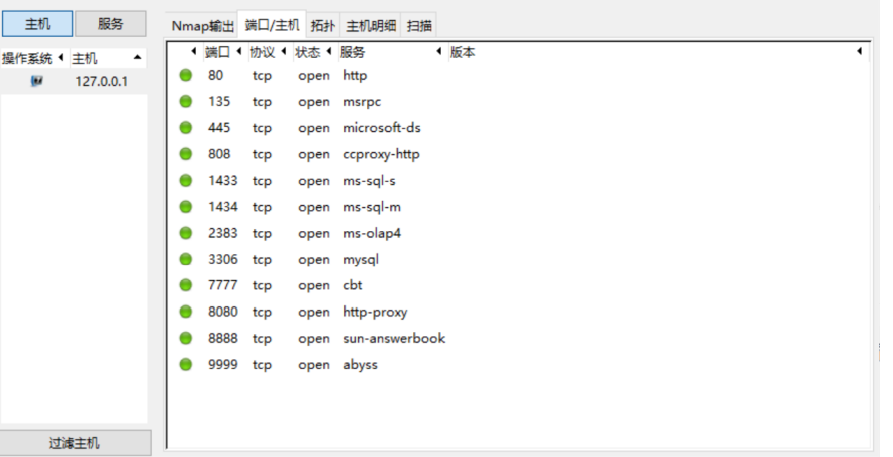 主机 服务 Nmap输出 端口/主机 拓扑 主机明细 扫描
操作系统 主机 端口 协议 状态 服务 版本
127.0.0.1 80 tcp open http
135 tcp open msrpc
445 tcp open microsoft-ds
808 tcp open ccproxy-http
1433 tcp open ms-sql-s
1434 tcp open ms-sql-m
2383 tcp open ms-olap4
3306 tcp open mysql
7777 tcp open cbt
8080 tcp open http-proxy
8888 tcp open sun-answerbook
9999 tcp open abyss
过滤主机